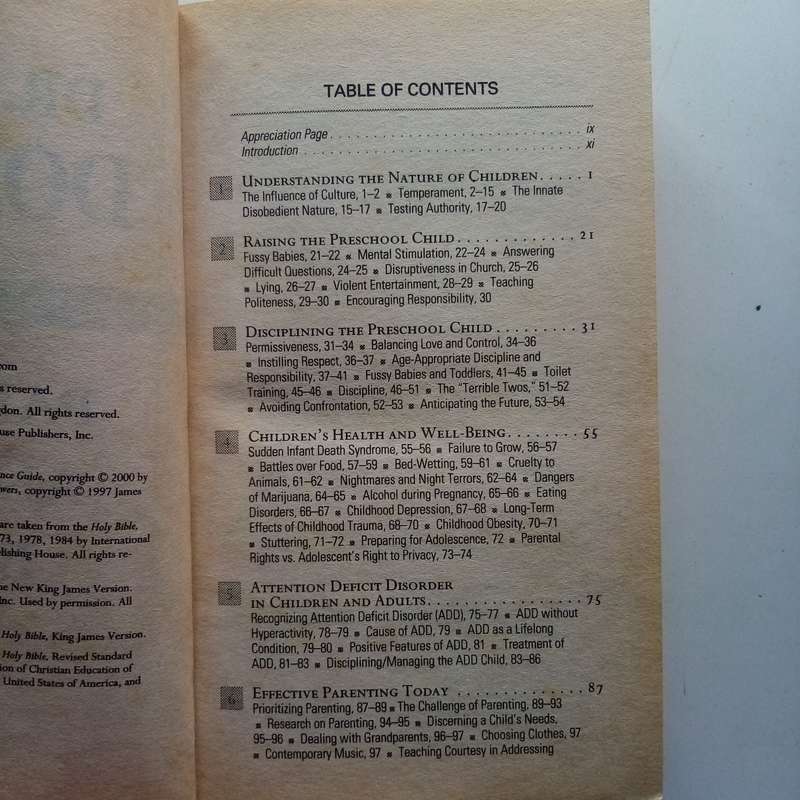 om
s reserved.
don. All rights reserved.
use Publishers, Inc.
nce Guide, copyright © 2000 by
wers, copyright © 1997 James
are taken from the Holy Bible,
73, 1978, 1984 by International
lishing House. All rights re-
he New King James Version.
Inc. Used by permission. All
Holy Bible, King James Version.
Holy Bible, Revised Standard
ion of Christian Education of
United States of America, and
TABLE OF CONTENTS
Appreciation Page . . . . . . . . . . . . . . . . . . . . . . . . . . . . ix
Introduction . . . . . . . . . . . . . . . . . . . . . . . . . . . . . . . xi
1 UNDERSTANDING THE NATURE OF CHILDREN. . . . . 1
The Influence of Culture, 1–2 ■ Temperament, 2–15 ■ The Innate
Disobedient Nature, 15–17 ■ Testing Authority, 17–20
2 RAISING THE PRESCHOOL CHILD. . . . . . . . . . . . . 21
Fussy Babies, 21–22 ■ Mental Stimulation, 22–24 ■ Answering
Difficult Questions, 24–25 ■ Disruptiveness in Church, 25–26
■ Lying, 26–27 ■ Violent Entertainment, 28–29 ■ Teaching
Politeness, 29–30 ■ Encouraging Responsibility, 30
3 DISCIPLINING THE PRESCHOOL CHILD . . . . . . . . . 31
Permissiveness, 31–34 ■ Balancing Love and Control, 34–36
■ Instilling Respect, 36–37 ■ Age-Appropriate Discipline and
Responsibility, 37–41 ■ Fussy Babies and Toddlers, 41–45 ■ Toilet
Training, 45–46 ■ Discipline, 46–51 ■ The "Terrible Twos," 51–52
■ Avoiding Confrontation, 52–53 ■ Anticipating the Future, 53–54
4 CHILDREN'S HEALTH AND WELL-BEING. . . . . . . . 55
Sudden Infant Death Syndrome, 55–56 ■ Failure to Grow, 56–57
■ Battles over Food, 57–59 ■ Bed-Wetting, 59–61 ■ Cruelty to
Animals, 61–62 ■ Nightmares and Night Terrors, 62–64 ■ Dangers
of Marijuana, 64–65 ■ Alcohol during Pregnancy, 65–66 ■ Eating
Disorders, 66–67 ■ Childhood Depression, 67–68 ■ Long-Term
Effects of Childhood Trauma, 68–70 ■ Childhood Obesity, 70–71
■ Stuttering, 71–72 ■ Preparing for Adolescence, 72 ■ Parental
Rights vs. Adolescent's Right to Privacy, 73–74
5 ATTENTION DEFICIT DISORDER
IN CHILDREN AND ADULTS. . . . . . . . . . . . . . . . . 75
Recognizing Attention Deficit Disorder (ADD), 75–77 ■ ADD without
Hyperactivity, 78–79 ■ Cause of ADD, 79 ■ ADD as a Lifelong
Condition, 79–80 ■ Positive Features of ADD, 81 ■ Treatment of
ADD, 81–83 ■ Disciplining/Managing the ADD Child, 83–86
6 EFFECTIVE PARENTING TODAY . . . . . . . . . . . . . . 87
Prioritizing Parenting, 87–89 ■ The Challenge of Parenting, 89–93
■ Research on Parenting, 94–95 ■ Discerning a Child's Needs,
95–96 ■ Dealing with Grandparents, 96–97 ■ Choosing Clothes, 97
■ Contemporary Music, 97 ■ Teaching Courtesy in Addressing